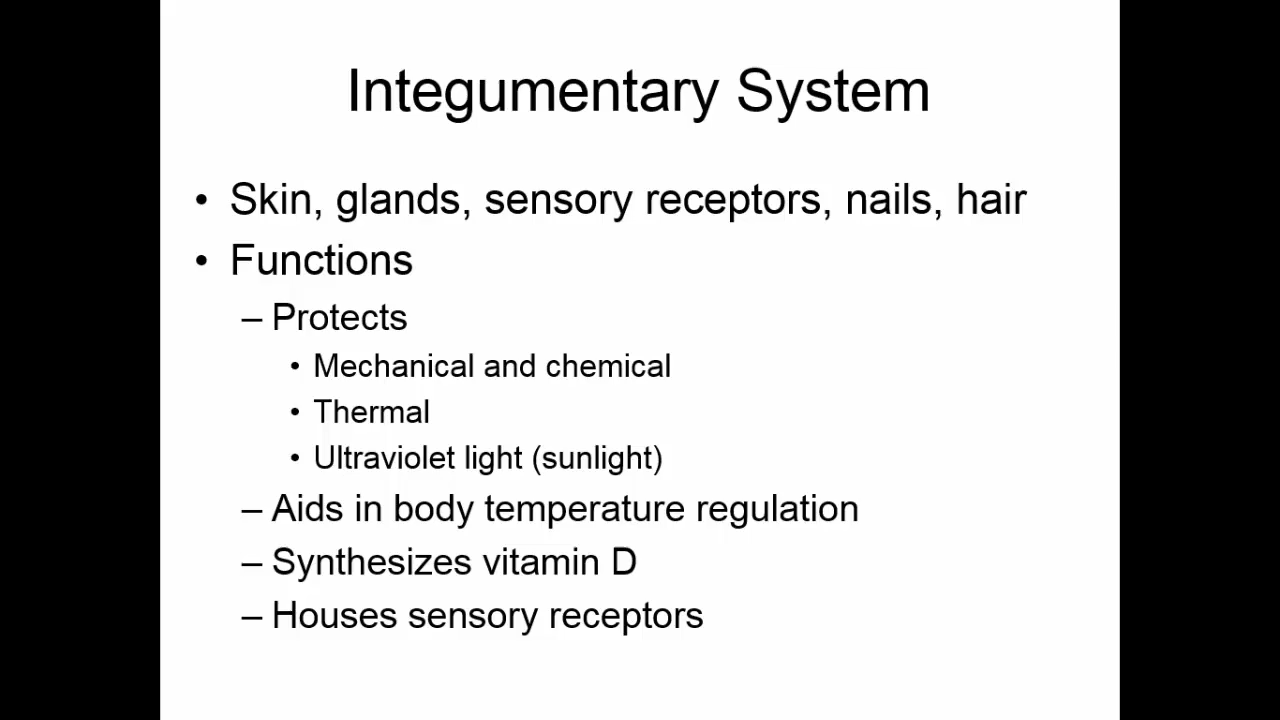 Integumentary System
• Skin, glands, sensory receptors, nails, hair
• Functions
– Protects
• Mechanical and chemical
• Thermal
• Ultraviolet light (sunlight)
– Aids in body temperature regulation
– Synthesizes vitamin D
– Houses sensory receptors